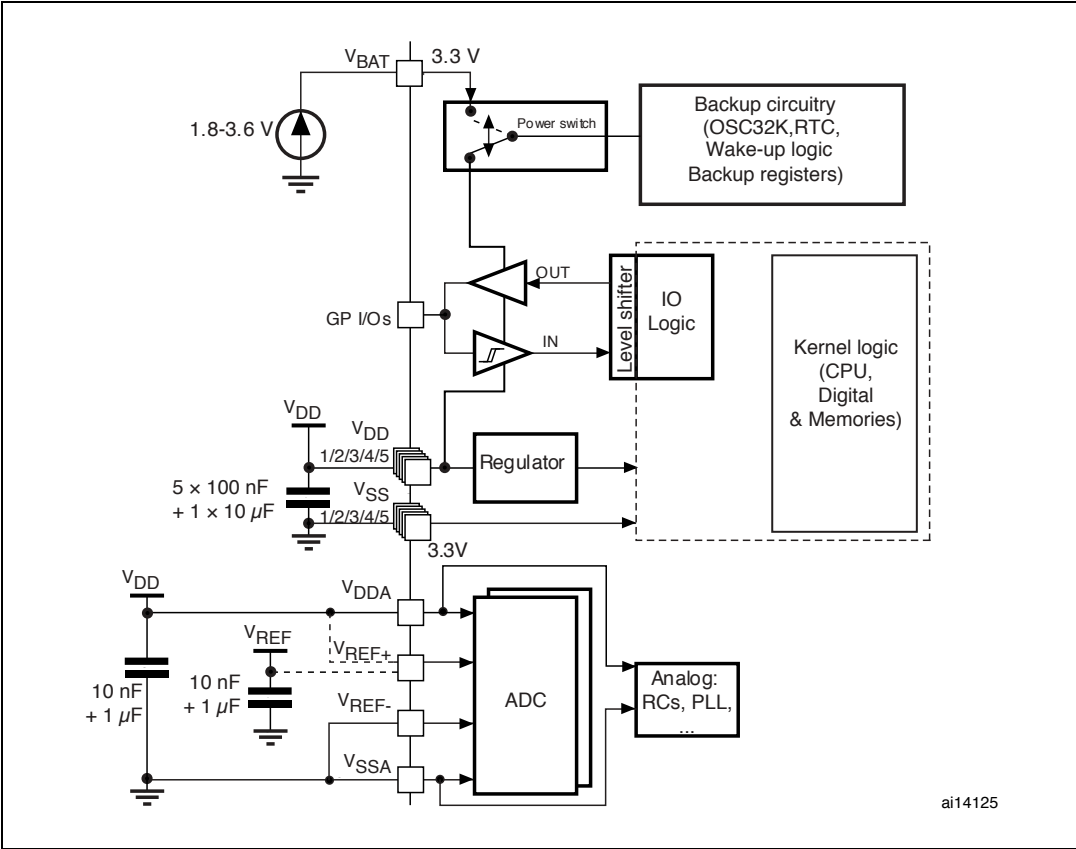 VBAT
3.3 V
1.8-3.6 V
Power switch
Backup circuitry
(OSC32K,RTC,
Wake-up logic
Backup registers)
GP I/Os
OUT
IN
Level shifter
IO
Logic
Kernel logic
(CPU,
Digital
& Memories)
VDD
VDD
1/2/3/4/5
Regulator
5 × 100 nF
+ 1 × 10 µF
VSS
1/2/3/4/5
3.3V
VDD
VDDA
VREF
VREF+
10 nF
+ 1 µF
10 nF
+ 1 µF
VREF-
VSSA
ADC
Analog:
RCs, PLL,
...
ai14125